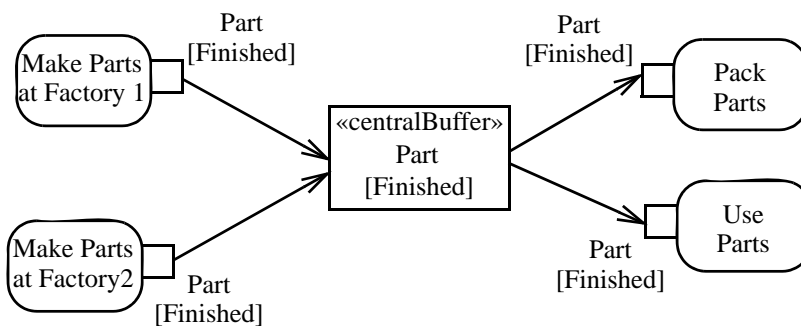 Part
[Finished]
Make Parts
at Factory 1
Part
[Finished]
Pack
Parts
«centralBuffer»
Part
[Finished]
Make Parts
at Factory2
Part
[Finished]
Use
Parts
Part
[Finished]